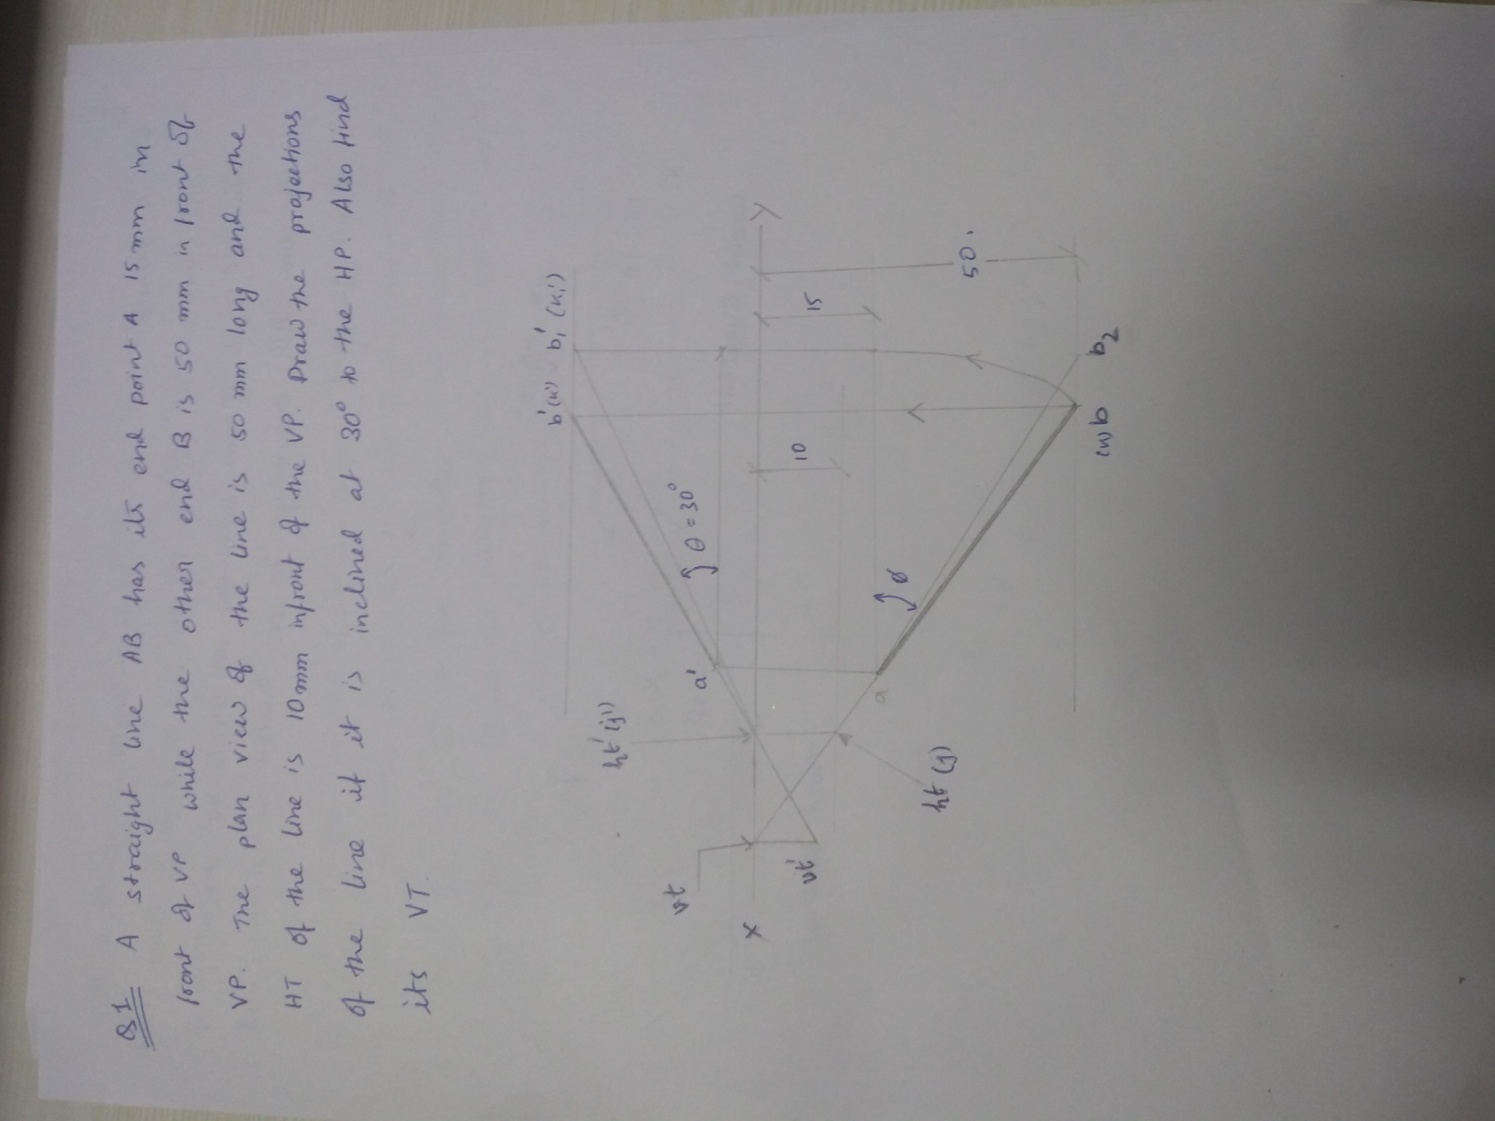 Q1 A straight line AB has its end point A 15 mm in
front of VP while the other end B is 50 mm in front of
VP. The plan view of the line is 50 mm long and the
HT of the line is 10mm infront of the VP. Draw the projections
of the line if it is inclined at 30° to the HP. Also find
its VT.
b'(k') b1' (k1')
15
50.
10
θ = 30°
a'
ht' (j')
ø
a
(k) b
b2
ht (j)
vt
vt'
X
Y